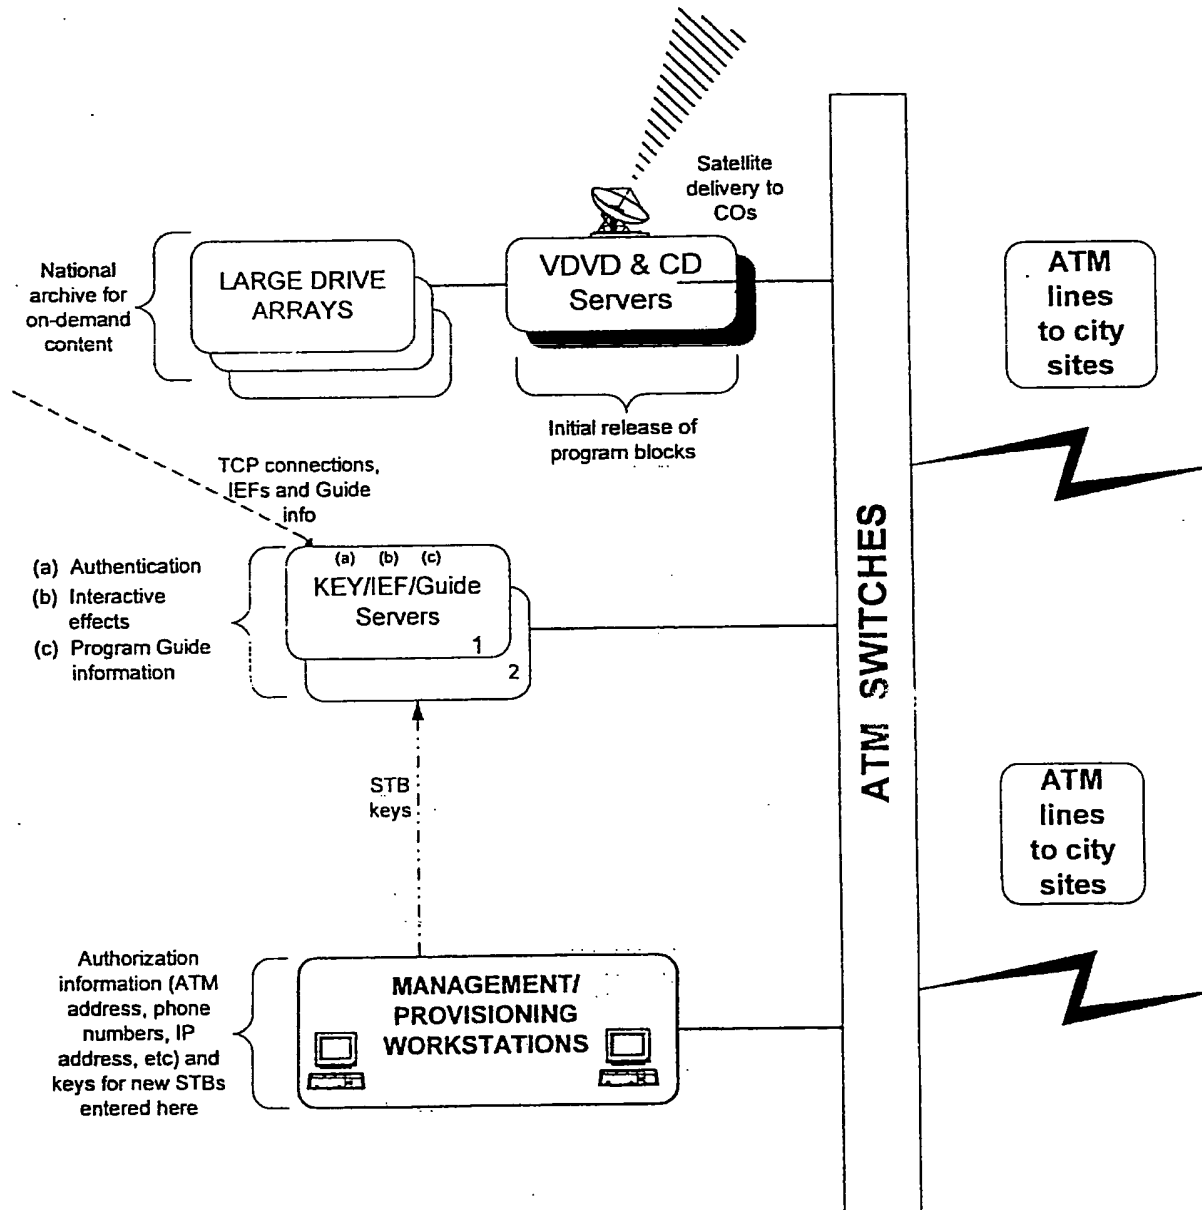 Satellite
delivery to
COs
National
archive for
on-demand
content
LARGE DRIVE
ARRAYS
VDVD & CD
Servers
Initial release of
program blocks
ATM
lines
to city
sites
TCP connections,
IEFs and Guide
info
(a) Authentication
(b) Interactive
effects
(c) Program Guide
information
(a) (b) (c)
KEY/IEF/Guide
Servers
1
2
ATM SWITCHES
STB
keys
ATM
lines
to city
sites
Authorization
information (ATM
address, phone
numbers, IP
address, etc) and
keys for new STBs
entered here
MANAGEMENT/
PROVISIONING
WORKSTATIONS